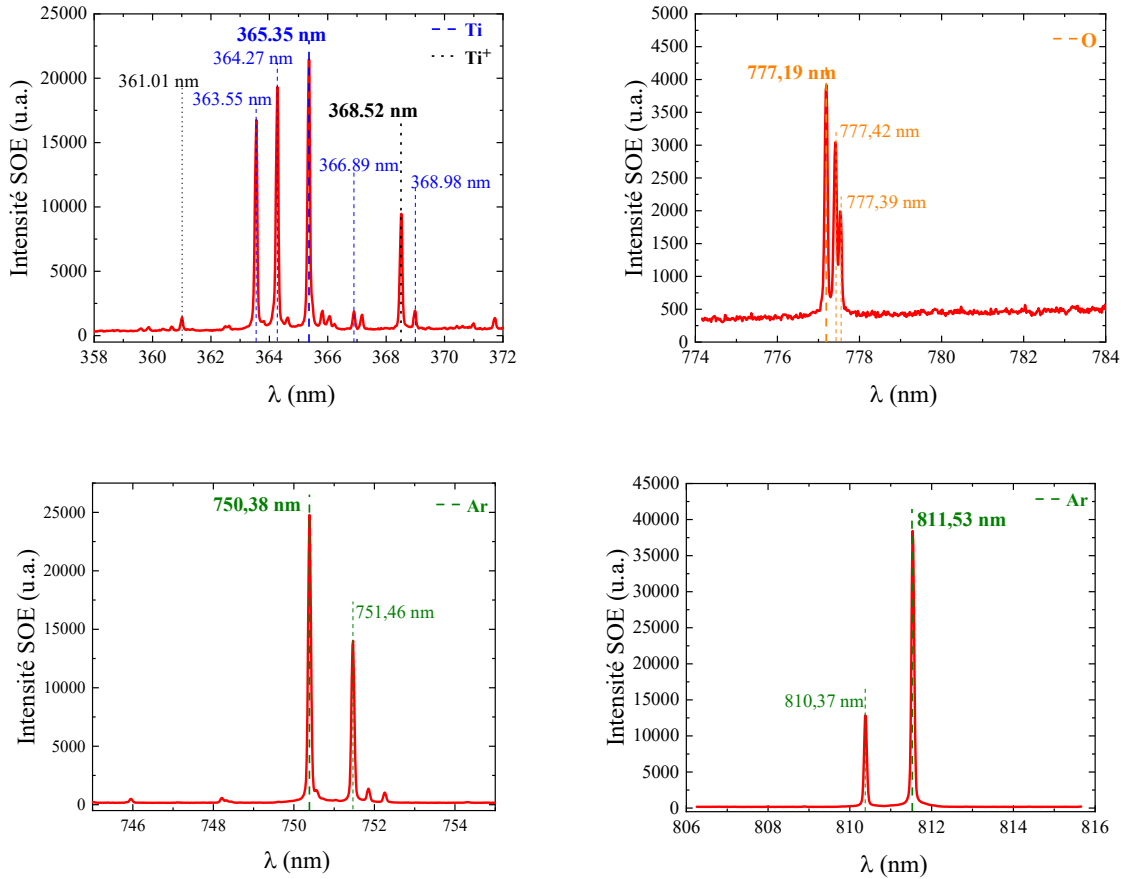 25000
20000
15000
10000
5000
0
Intensité SOE (u.a.)
365.35 nm
364.27 nm
361.01 nm
363.55 nm
368.52 nm
366.89 nm
368.98 nm
Ti
Ti⁺
358 360 362 364 366 368 370 372
λ (nm)
5000
4500
4000
3500
3000
2500
2000
1500
1000
500
0
Intensité SOE (u.a.)
O
777,19 nm
777,42 nm
777,39 nm
774 776 778 780 782 784
λ (nm)
25000
20000
15000
10000
5000
0
Intensité SOE (u.a.)
750,38 nm
Ar
751,46 nm
746 748 750 752 754
λ (nm)
45000
40000
35000
30000
25000
20000
15000
10000
5000
0
Intensité SOE (u.a.)
Ar
811,53 nm
810,37 nm
806 808 810 812 814 816
λ (nm)